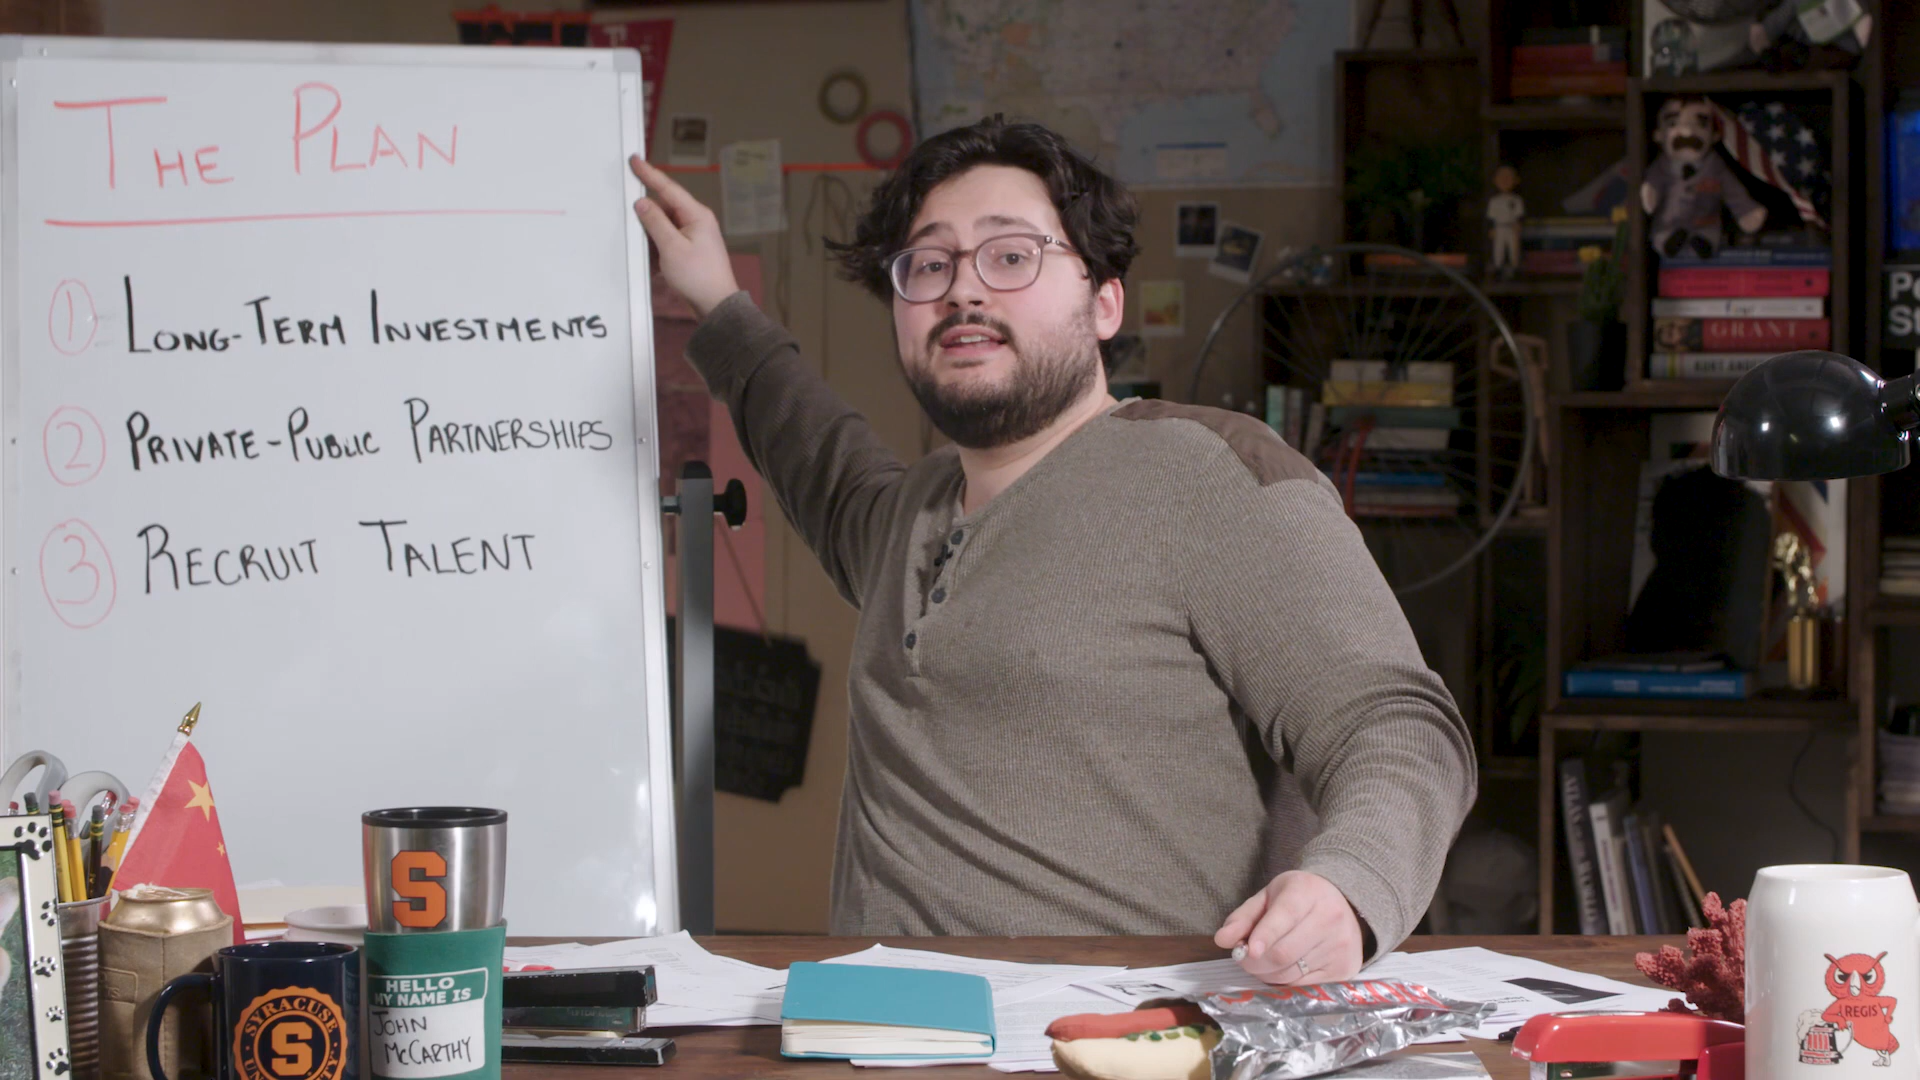 THE PLAN
1 LONG-TERM INVESTMENTS
2 PRIVATE-PUBLIC PARTNERSHIPS
3 RECRUIT TALENT
GRANT
S
HELLO
MY NAME IS
JOHN
McCARTHY
SYRACUSE
S
REGIS